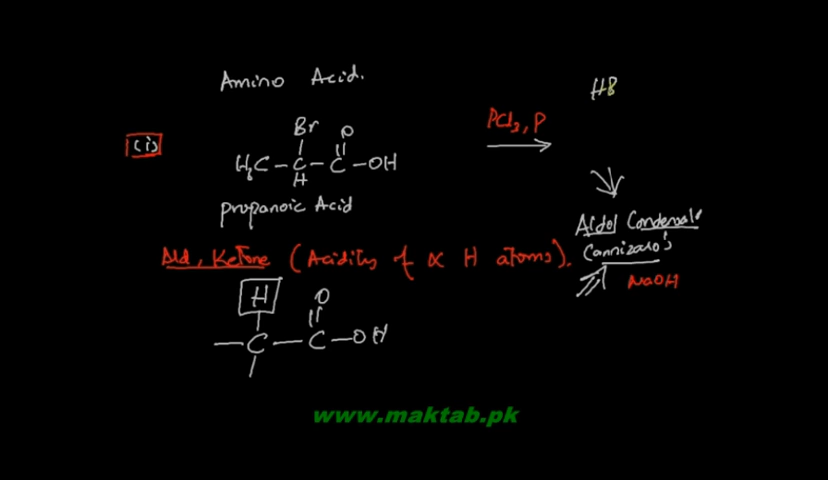 Amino Acid.
HB
PCl3, P
(i)
Br O
H3C - C - C - OH
H
propanoic Acid
Aldol Condensat
Cannizaro's
Ald, Ketone (Acidity of α H atoms).
NaOH
H O
- C - C - OH
www.maktab.pk